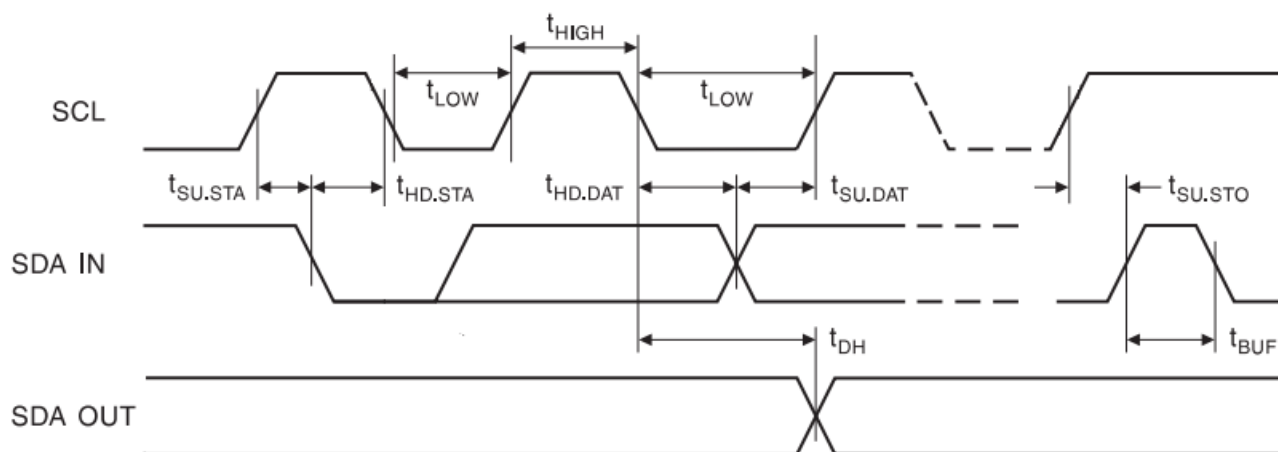 tHIGH
tLOW
tLOW
SCL
tSU.STA
tHD.STA
tHD.DAT
tSU.DAT
tSU.STO
SDA IN
tDH
tBUF
SDA OUT